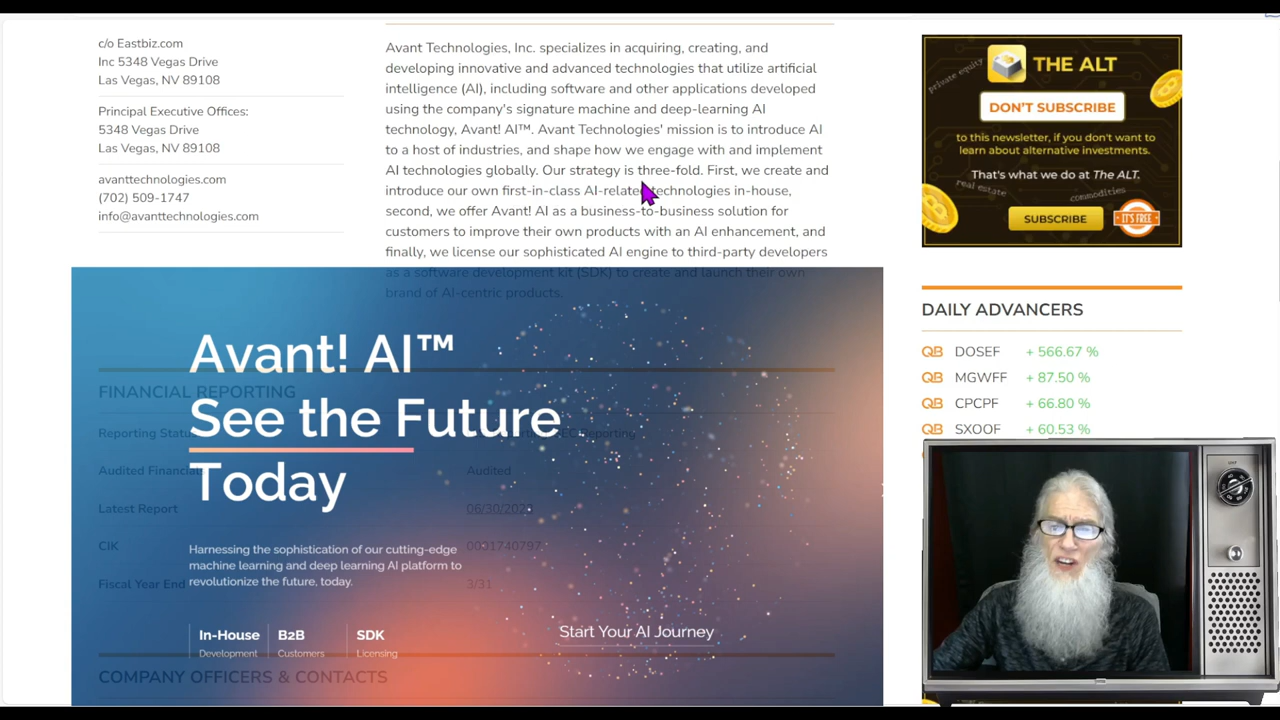 c/o Eastbiz.com
Inc 5348 Vegas Drive
Las Vegas, NV 89108
Principal Executive Offices:
5348 Vegas Drive
Las Vegas, NV 89108
avanttechnologies.com
(702) 509-1747
info@avanttechnologies.com
Avant Technologies, Inc. specializes in acquiring, creating, and
developing innovative and advanced technologies that utilize artificial
intelligence (AI), including software and other applications developed
using the company's signature machine and deep-learning AI
technology, Avant! AI™. Avant Technologies' mission is to introduce AI
to a host of industries, and shape how we engage with and implement
AI technologies globally. Our strategy is three-fold. First, we create and
introduce our own first-in-class AI-related technologies in-house,
second, we offer Avant! AI as a business-to-business solution for
customers to improve their own products with an AI enhancement, and
finally, we license our sophisticated AI engine to third-party developers
as a software development kit (SDK) to create and launch their own
brand of AI-centric products.
Avant! AI™
See the Future
Today
Harnessing the sophistication of our cutting-edge
machine learning and deep learning AI platform to
revolutionize the future, today.
In-House
Development
B2B
Customers
SDK
Licensing
Start Your AI Journey
FINANCIAL REPORTING
Reporting Status
Reporting
Audited Financials
Audited
Latest Report
CIK
0001740797
Fiscal Year End
3/31
COMPANY OFFICERS & CONTACTS
private equity
THE ALT
DON'T SUBSCRIBE
to this newsletter, if you don't want to
learn about alternative investments.
That's what we do at The ALT.
real estate
commodities
SUBSCRIBE
IT'S FREE
DAILY ADVANCERS
QB DOSEF + 566.67 %
QB MGWFF + 87.50 %
QB CPCPF + 66.80 %
QB SXOOF + 60.53 %